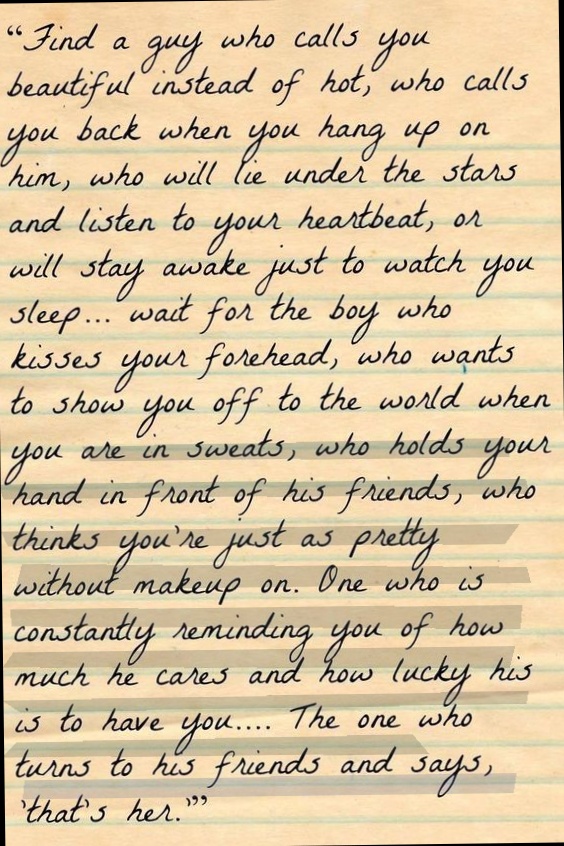 “Find a guy who calls you
beautiful instead of hot, who calls
you back when you hang up on
him, who will lie under the stars
and listen to your heartbeat, or
will stay awake just to watch you
sleep... wait for the boy who
kisses your forehead, who wants
to show you off to the world when
you are in sweats, who holds your
hand in front of his friends, who
thinks you're just as pretty
without makeup on. One who is
constantly reminding you of how
much he cares and how lucky his
is to have you.... The one who
turns to his friends and says,
'that's her.'”